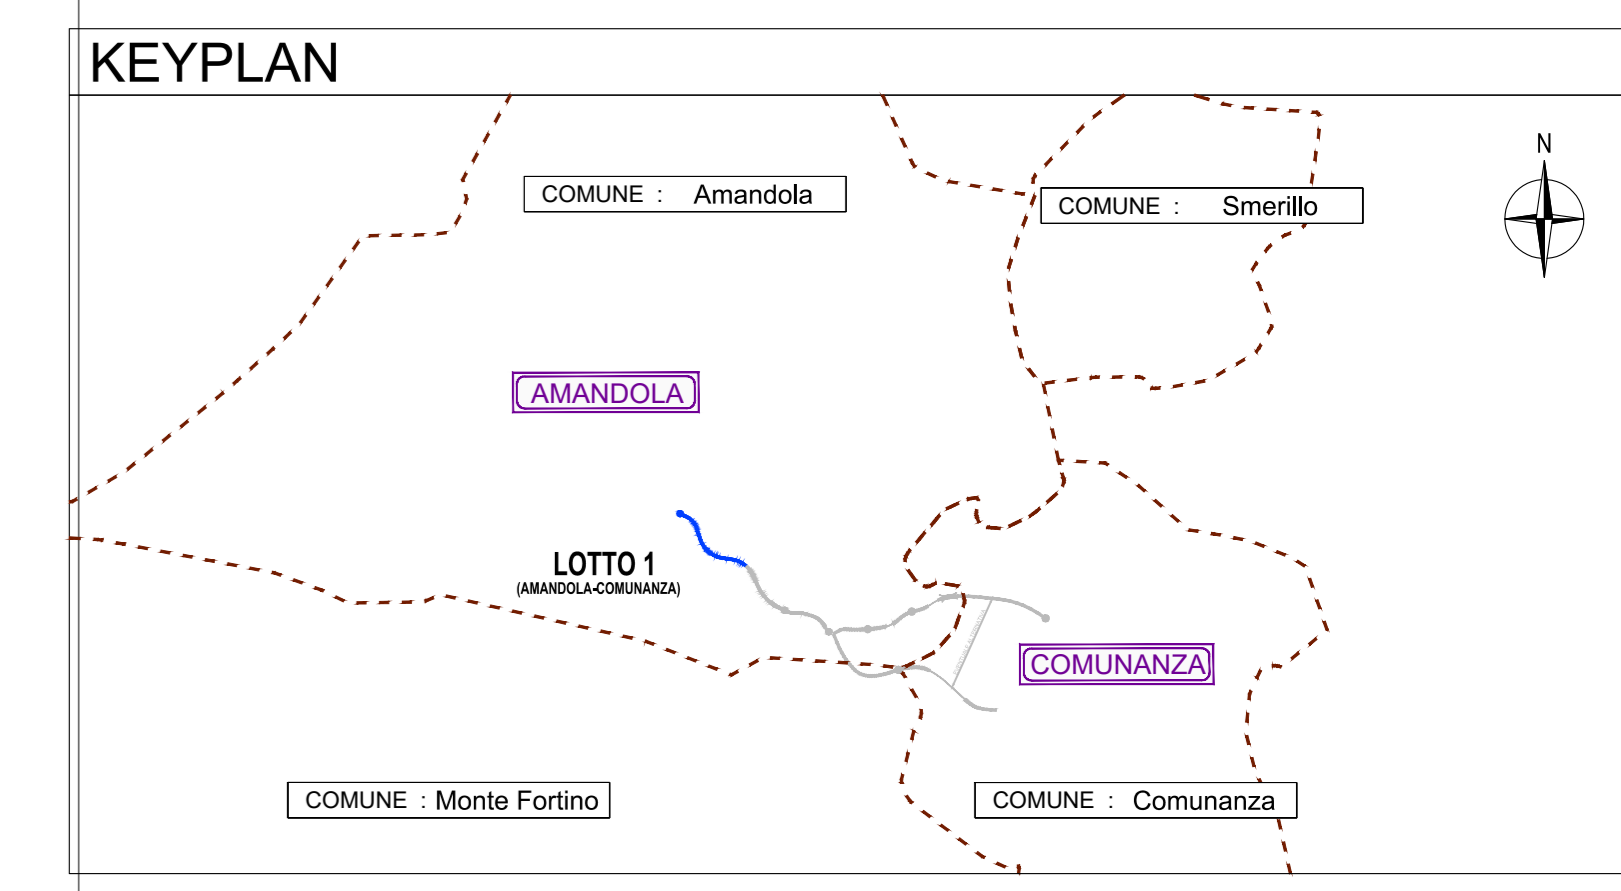 KEYPLAN
N
COMUNE : Amandola
COMUNE : Smerillo
AMANDOLA
LOTTO 1
(AMANDOLA-COMUNANZA)
COMUNANZA
COMUNE : Monte Fortino
COMUNE : Comunanza